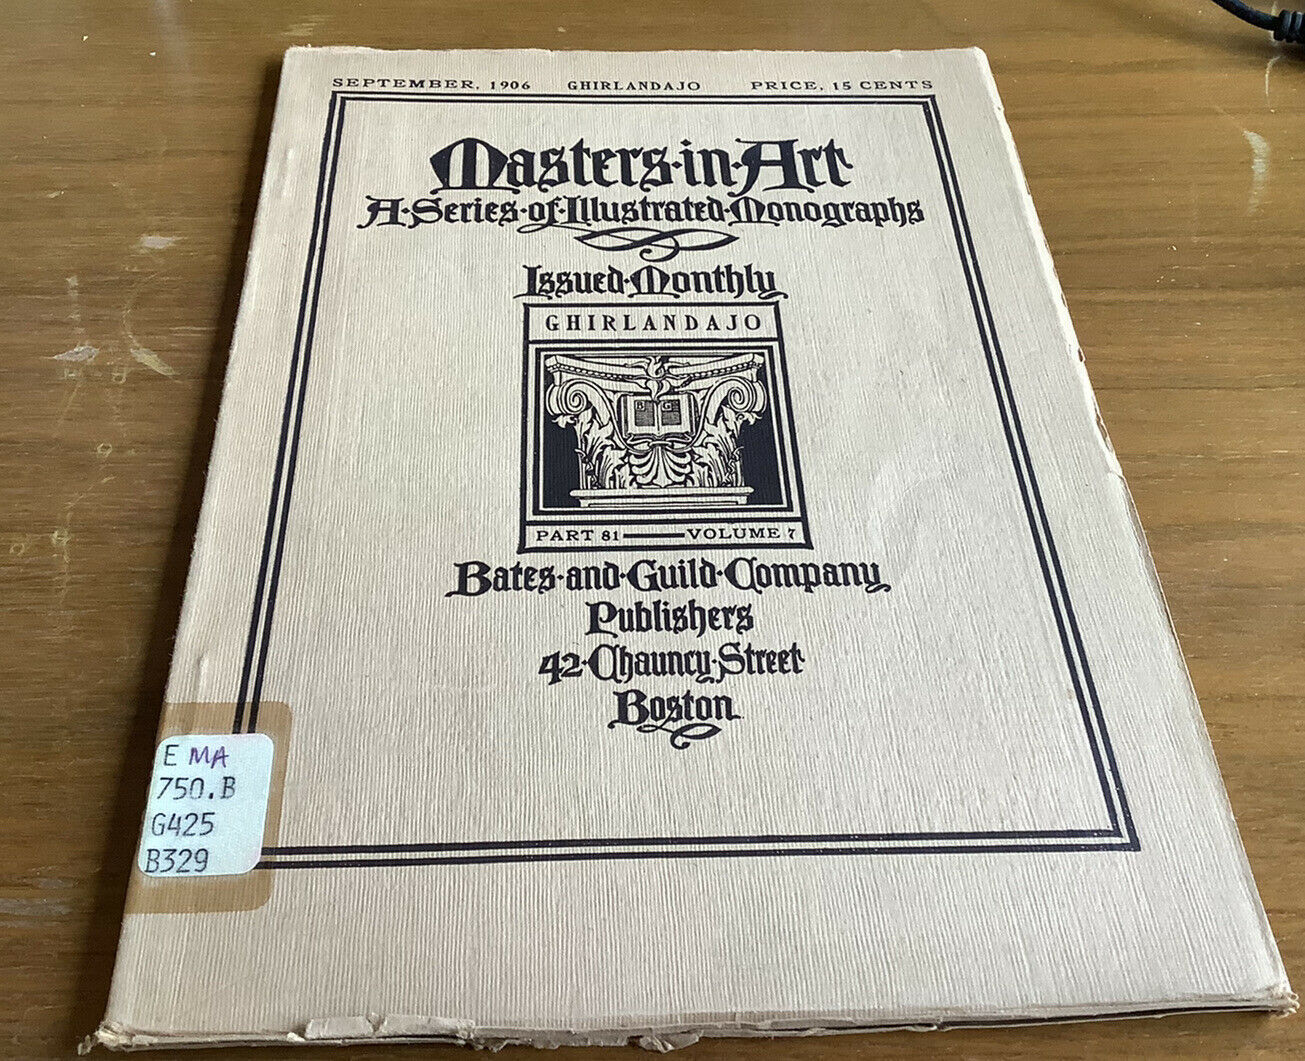 SEPTEMBER, 1906 GHIRLANDAJO PRICE, 15 CENTS
Masters·in·Art
A·Series·of·Illustrated·Monographs
Issued·Monthly
GHIRLANDAJO
PART 81 — VOLUME 7
Bates·and·Guild·Company
Publishers
42·Chauncy·Street
Boston
E MA
750.B
G425
B329